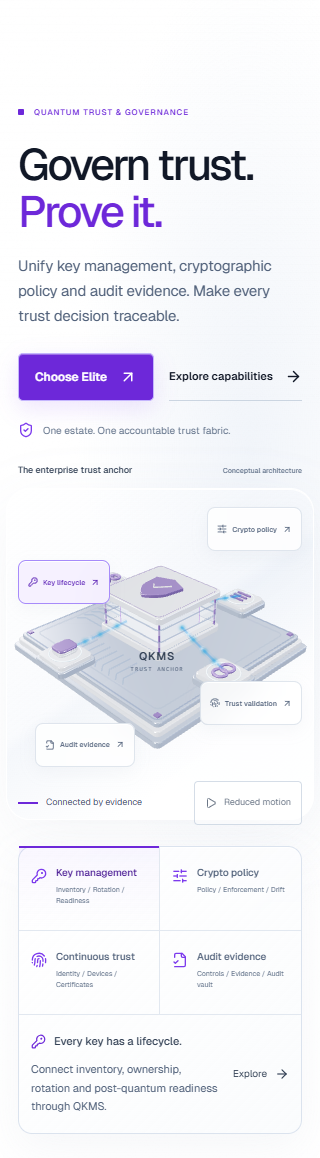 QUANTUM TRUST & GOVERNANCE
Govern trust.
Prove it.
Unify key management, cryptographic
policy and audit evidence. Make every
trust decision traceable.
Choose Elite
Explore capabilities
One estate. One accountable trust fabric.
The enterprise trust anchor
Conceptual architecture
Crypto policy
Key lifecycle
QKMS
TRUST ANCHOR
Trust validation
Audit evidence
Connected by evidence
Reduced motion
Key management
Inventory / Rotation /
Readiness
Crypto policy
Policy / Enforcement / Drift
Continuous trust
Identity / Devices /
Certificates
Audit evidence
Controls / Evidence / Audit
vault
Every key has a lifecycle.
Connect inventory, ownership,
rotation and post-quantum readiness
through QKMS.
Explore